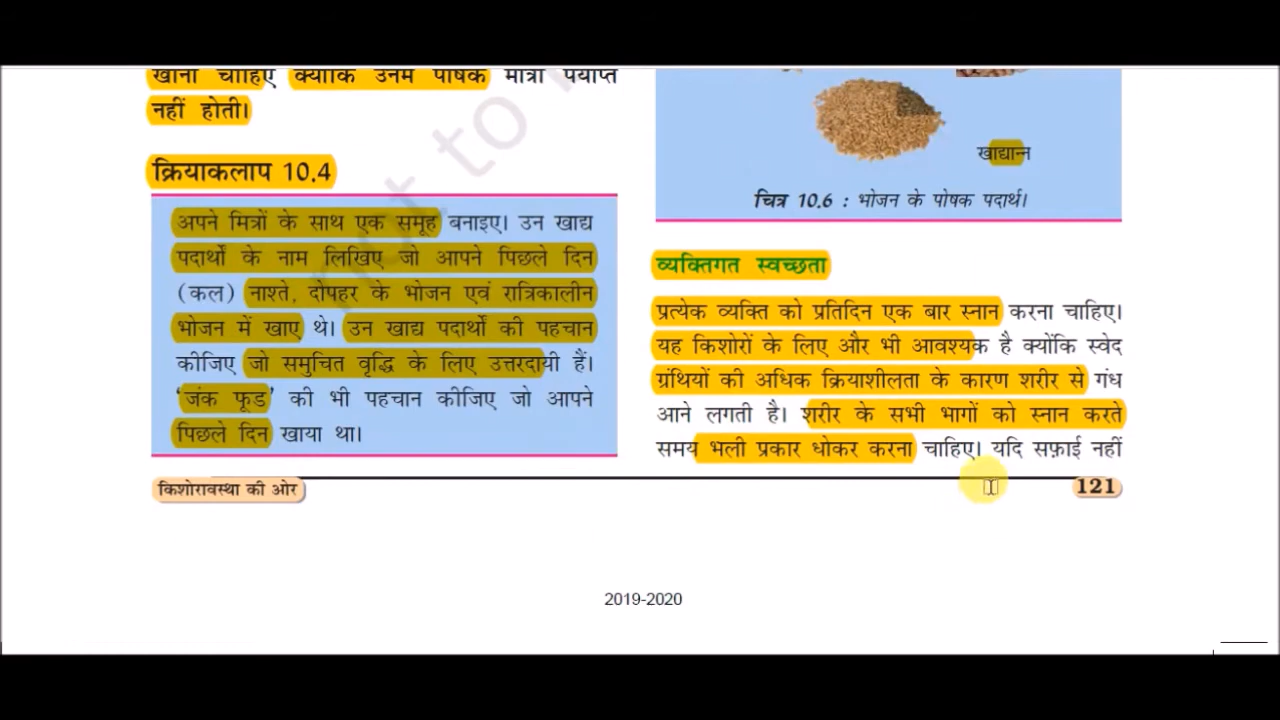 खाना चाहिए क्योंकि उनमें पोषक मात्रा पर्याप्त
नहीं होती।
क्रियाकलाप 10.4
अपने मित्रों के साथ एक समूह बनाइए। उन खाद्य
पदार्थों के नाम लिखिए जो आपने पिछले दिन
(कल) नाश्ते, दोपहर के भोजन एवं रात्रिकालीन
भोजन में खाए थे। उन खाद्य पदार्थों की पहचान
कीजिए जो समुचित वृद्धि के लिए उत्तरदायी हैं।
‘जंक फूड’ की भी पहचान कीजिए जो आपने
पिछले दिन खाया था।
खाद्यान्न
चित्र 10.6 : भोजन के पोषक पदार्थ।
व्यक्तिगत स्वच्छता
प्रत्येक व्यक्ति को प्रतिदिन एक बार स्नान करना चाहिए।
यह किशोरों के लिए और भी आवश्यक है क्योंकि स्वेद
ग्रंथियों की अधिक क्रियाशीलता के कारण शरीर से गंध
आने लगती है। शरीर के सभी भागों को स्नान करते
समय भली प्रकार धोकर करना चाहिए। यदि सफ़ाई नहीं
किशोरावस्था की ओर
121
2019-2020
not to